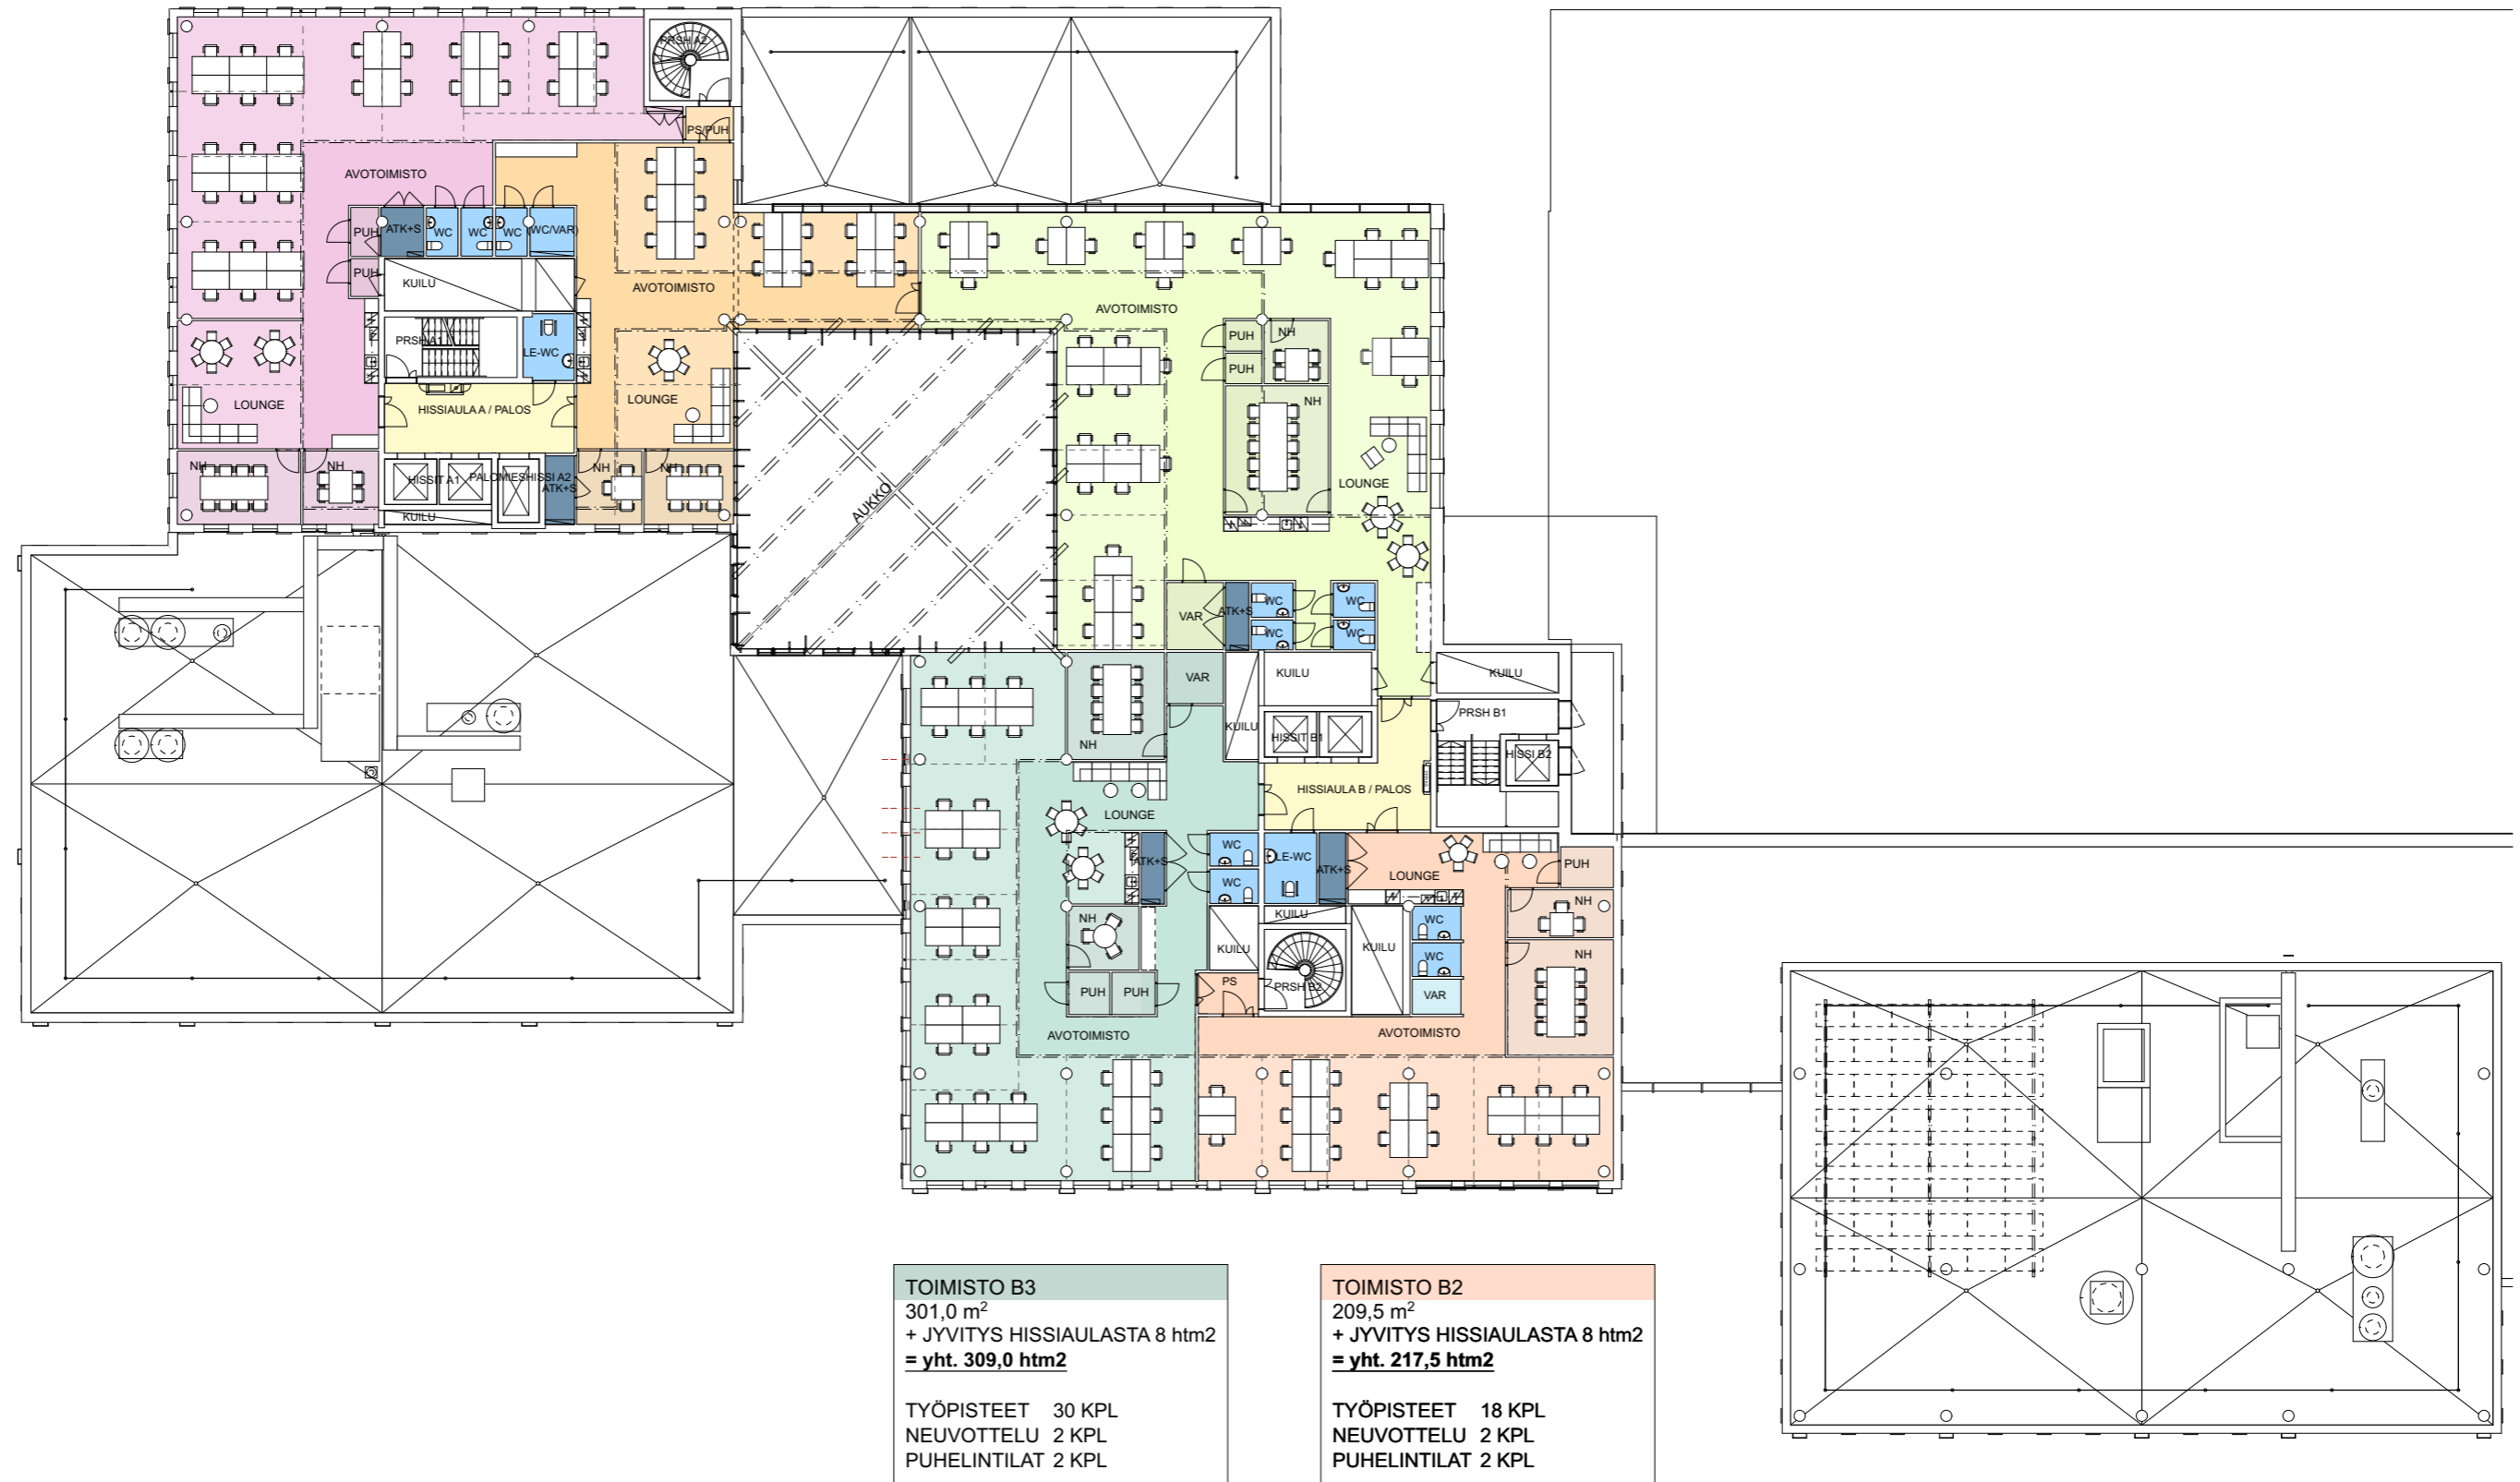 PRSH A2
PS/PUH
AVOTOIMISTO
PUH
ATK+S
WC
WC
WC
(WC/VAR)
PUH
KUILU
AVOTOIMISTO
AVOTOIMISTO
PRSH A1
LE-WC
PUH
NH
PUH
LOUNGE
HISSIAULA A / PALOS
LOUNGE
NH
LOUNGE
NH
NH
HISSIT A1
PALOMIESHISSI A2
ATK+S
NH
NH
KUILU
AUKKO
VAR
ATK+S
WC
WC
WC
WC
VAR
KUILU
KUILU
NH
KUILU
HISSIT B1
PRSH B1
HISSI B2
HISSIAULA B / PALOS
LOUNGE
ATK+S
WC
WC
LE-WC
ATK+S
LOUNGE
PUH
NH
NH
KUILU
KUILU
KUILU
WC
WC
VAR
NH
PUH
PUH
PS
PRSH B2
AVOTOIMISTO
AVOTOIMISTO
TOIMISTO B3
301,0 m²
+ JYVITYS HISSIAULASTA 8 htm2
= yht. 309,0 htm2
TYÖPISTEET 30 KPL
NEUVOTTELU 2 KPL
PUHELINTILAT 2 KPL
TOIMISTO B2
209,5 m²
+ JYVITYS HISSIAULASTA 8 htm2
= yht. 217,5 htm2
TYÖPISTEET 18 KPL
NEUVOTTELU 2 KPL
PUHELINTILAT 2 KPL